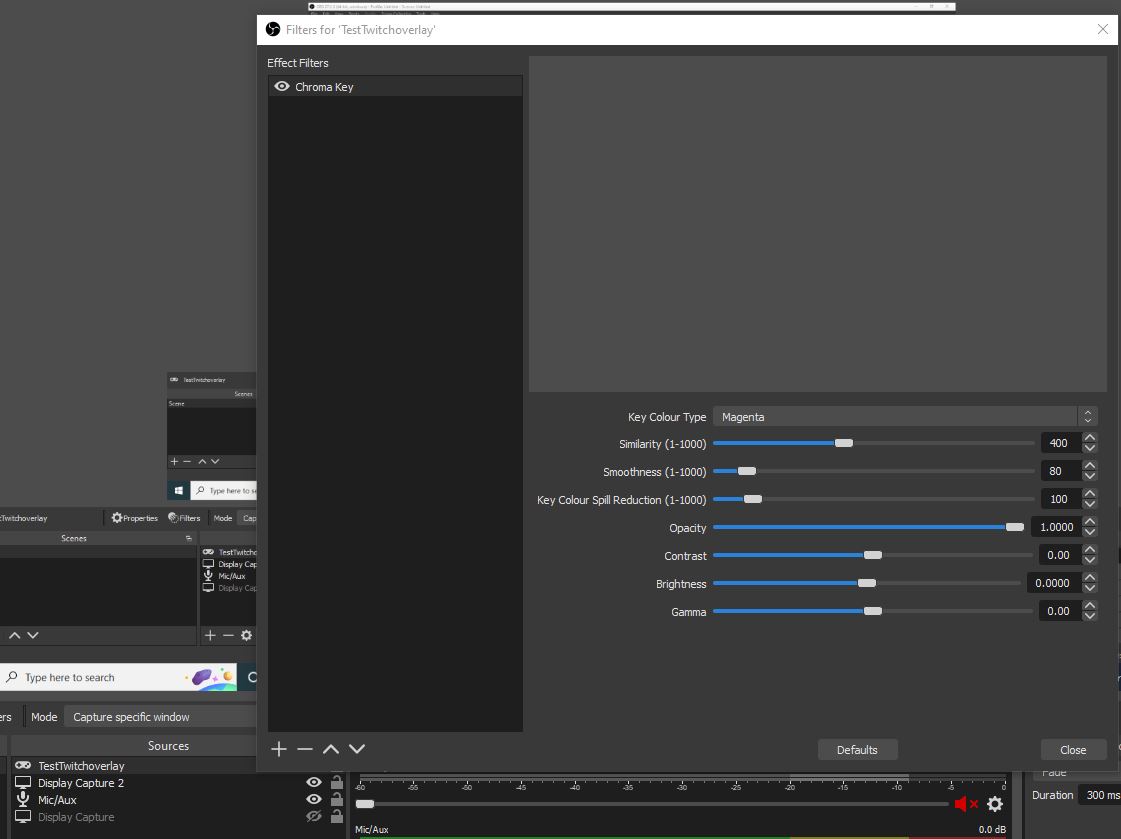 Filters for 'TestTwitchoverlay'
Effect Filters
Chroma Key
Key Colour Type
Magenta
Similarity (1-1000)
400
Smoothness (1-1000)
80
Key Colour Spill Reduction (1-1000)
100
Opacity
1.0000
Contrast
0.00
Brightness
0.0000
Gamma
0.00
Defaults
Close
TestTwitchoverlay
Scenes
Scene
Type here to se
Twitchoverlay
Properties
Filters
Mode
Cap
Scenes
TestTwitcho
Display Cap
Mic/Aux
Display Cap
Type here to search
ers
Mode
Capture specific window
Sources
TestTwitchoverlay
Display Capture 2
Mic/Aux
Display Capture
-60 -55 -50 -45 -40 -35 -30 -25 -20 -15 -10 -5 0
Mic/Aux
0.0 dB
Fade
Duration
300 ms